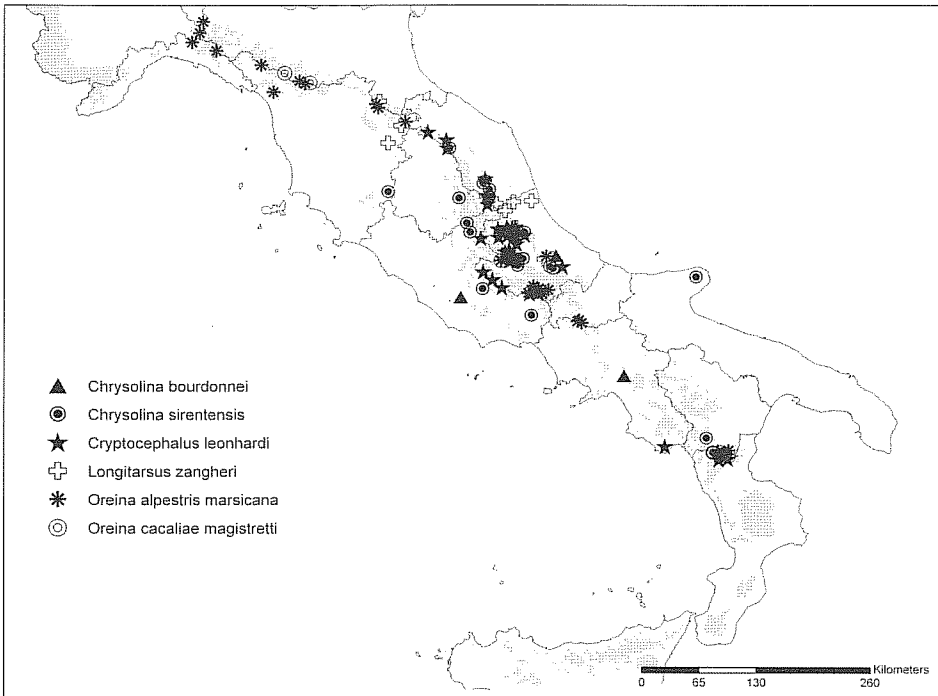 Chrysolina bourdonnei
Chrysolina sirentensis
Cryptocephalus leonhardi
Longitarsus zangheri
Oreina alpestris marsicana
Oreina cacaliae magistretti
Kilometers
0 65 130 260